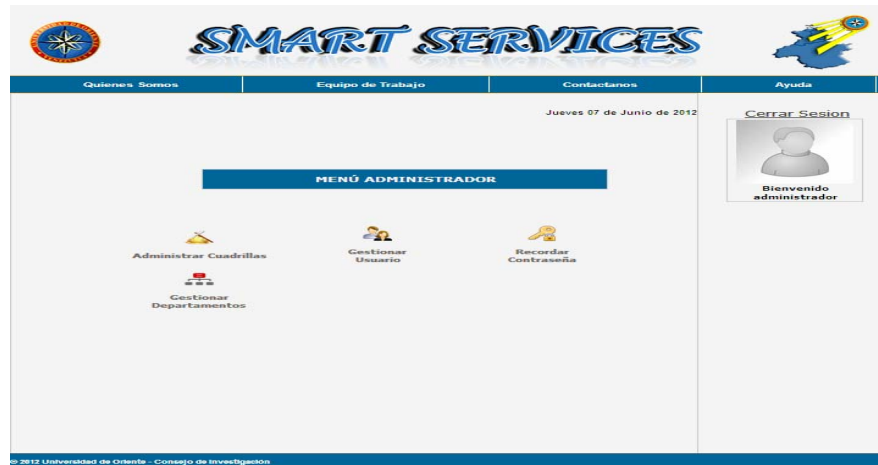 SMART SERVICES
Quienes Somos
Equipo de Trabajo
Contactanos
Ayuda
Jueves 07 de Junio de 2012
Cerrar Sesion
Bienvenido
administrador
MENÚ ADMINISTRADOR
Administrar Cuadrillas
Gestionar
Usuario
Recordar
Contraseña
Gestionar
Departamentos
© 2012 Universidad de Oriente - Consejo de Investigación